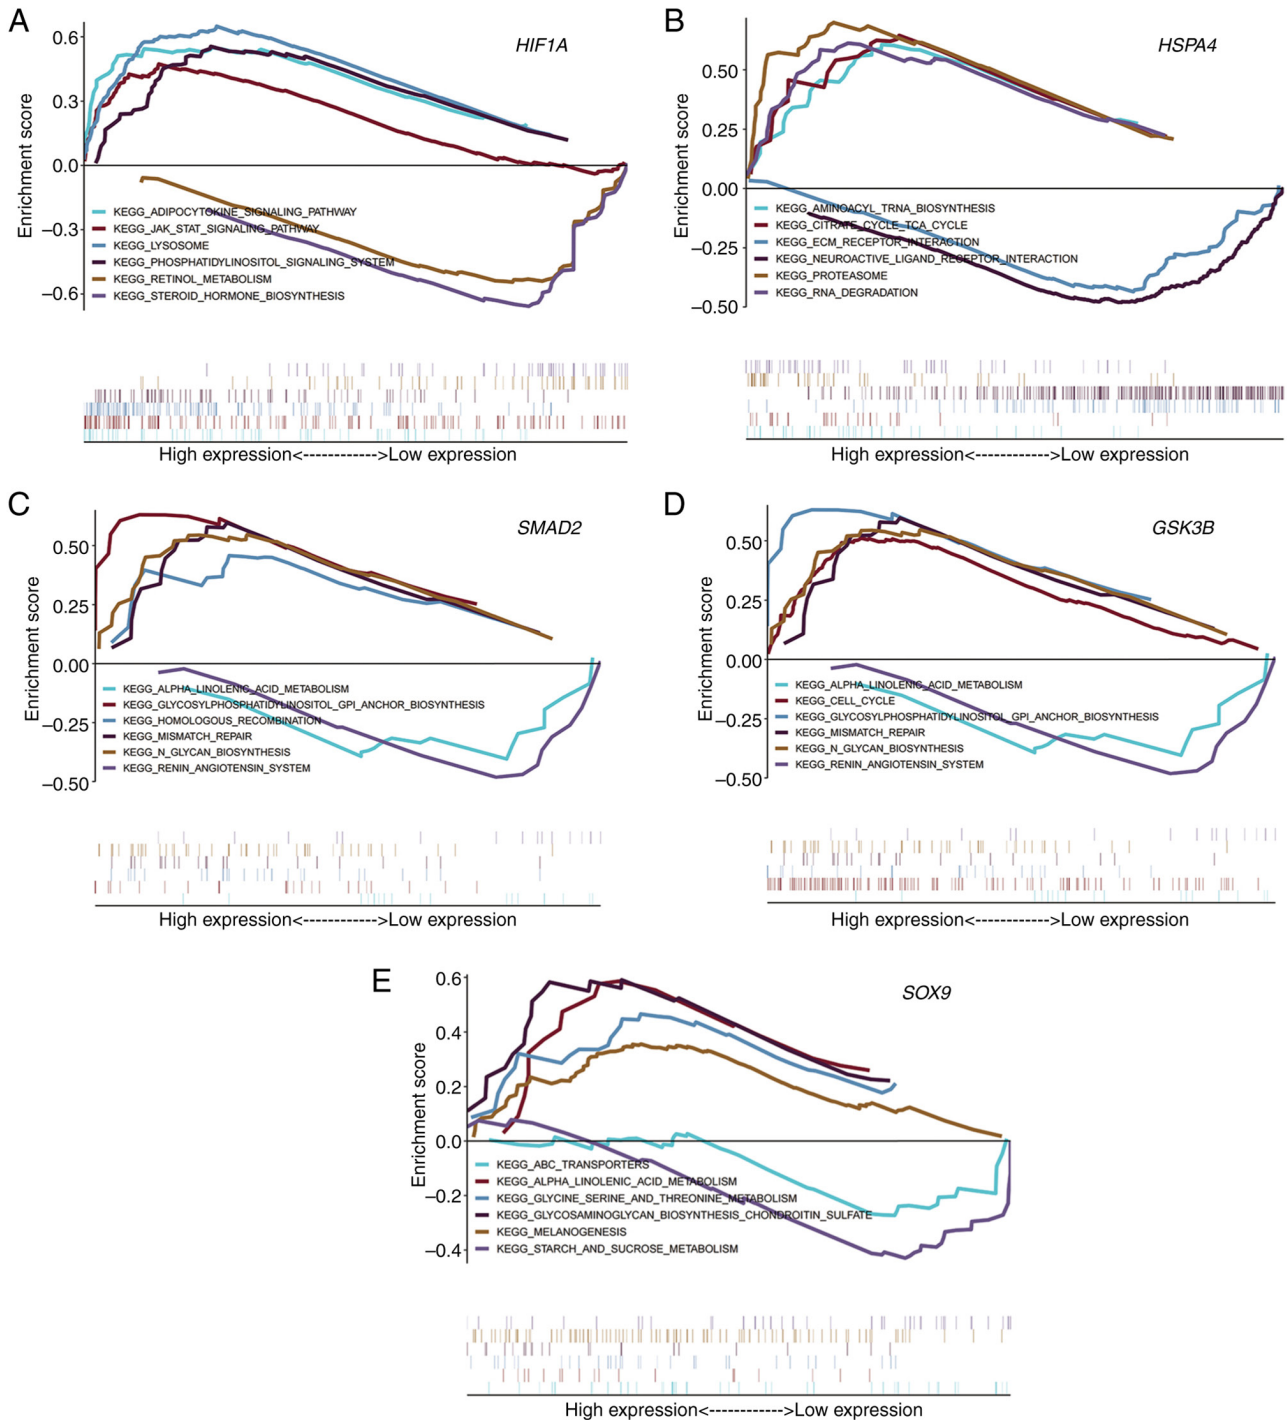 A
HIF1A
Enrichment score
0.6
0.3
0.0
−0.3
−0.6
KEGG_ADIPOCYTOKINE_SIGNALING_PATHWAY
KEGG_JAK_STAT_SIGNALING_PATHWAY
KEGG_LYSOSOME
KEGG_PHOSPHATIDYLINOSITOL_SIGNALING_SYSTEM
KEGG_RETINOL_METABOLISM
KEGG_STEROID_HORMONE_BIOSYNTHESIS
High expression<------------>Low expression
B
HSPA4
Enrichment score
0.50
0.25
0.00
−0.25
−0.50
KEGG_AMINOACYL_TRNA_BIOSYNTHESIS
KEGG_CITRATE_CYCLE_TCA_CYCLE
KEGG_ECM_RECEPTOR_INTERACTION
KEGG_NEUROACTIVE_LIGAND_RECEPTOR_INTERACTION
KEGG_PROTEASOME
KEGG_RNA_DEGRADATION
High expression<------------>Low expression
C
SMAD2
Enrichment score
0.50
0.25
0.00
−0.25
−0.50
KEGG_ALPHA_LINOLENIC_ACID_METABOLISM
KEGG_GLYCOSYLPHOSPHATIDYLINOSITOL_GPI_ANCHOR_BIOSYNTHESIS
KEGG_HOMOLOGOUS_RECOMBINATION
KEGG_MISMATCH_REPAIR
KEGG_N_GLYCAN_BIOSYNTHESIS
KEGG_RENIN_ANGIOTENSIN_SYSTEM
High expression<------------>Low expression
D
GSK3B
Enrichment score
0.50
0.25
0.00
−0.25
−0.50
KEGG_ALPHA_LINOLENIC_ACID_METABOLISM
KEGG_CELL_CYCLE
KEGG_GLYCOSYLPHOSPHATIDYLINOSITOL_GPI_ANCHOR_BIOSYNTHESIS
KEGG_MISMATCH_REPAIR
KEGG_N_GLYCAN_BIOSYNTHESIS
KEGG_RENIN_ANGIOTENSIN_SYSTEM
High expression<------------>Low expression
E
SOX9
Enrichment score
0.6
0.4
0.2
0.0
−0.2
−0.4
KEGG_ABC_TRANSPORTERS
KEGG_ALPHA_LINOLENIC_ACID_METABOLISM
KEGG_GLYCINE_SERINE_AND_THREONINE_METABOLISM
KEGG_GLYCOSAMINOGLYCAN_BIOSYNTHESIS_CHONDROITIN_SULFATE
KEGG_MELANOGENESIS
KEGG_STARCH_AND_SUCROSE_METABOLISM
High expression<------------>Low expression